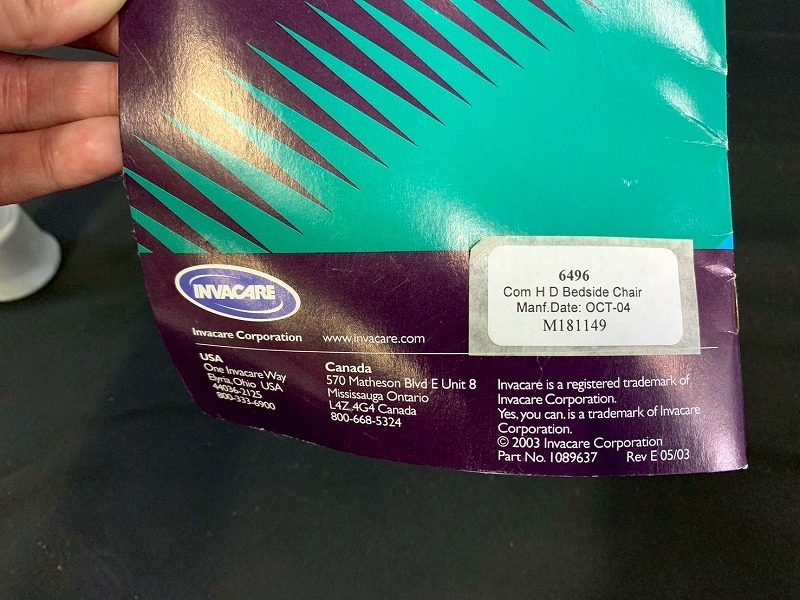 6496
Com H D Bedside Chair
Manf.Date: OCT-04
M181149
INVACARE
Invacare Corporation www.invacare.com
USA
One Invacare Way
Elyria, Ohio USA
44036-2125
800-333-6900
Canada
570 Matheson Blvd E Unit 8
Mississauga Ontario
L4Z 4G4 Canada
800-668-5324
Invacare is a registered trademark of
Invacare Corporation.
Yes, you can. is a trademark of Invacare
Corporation.
© 2003 Invacare Corporation
Part No. 1089637 Rev E 05/03